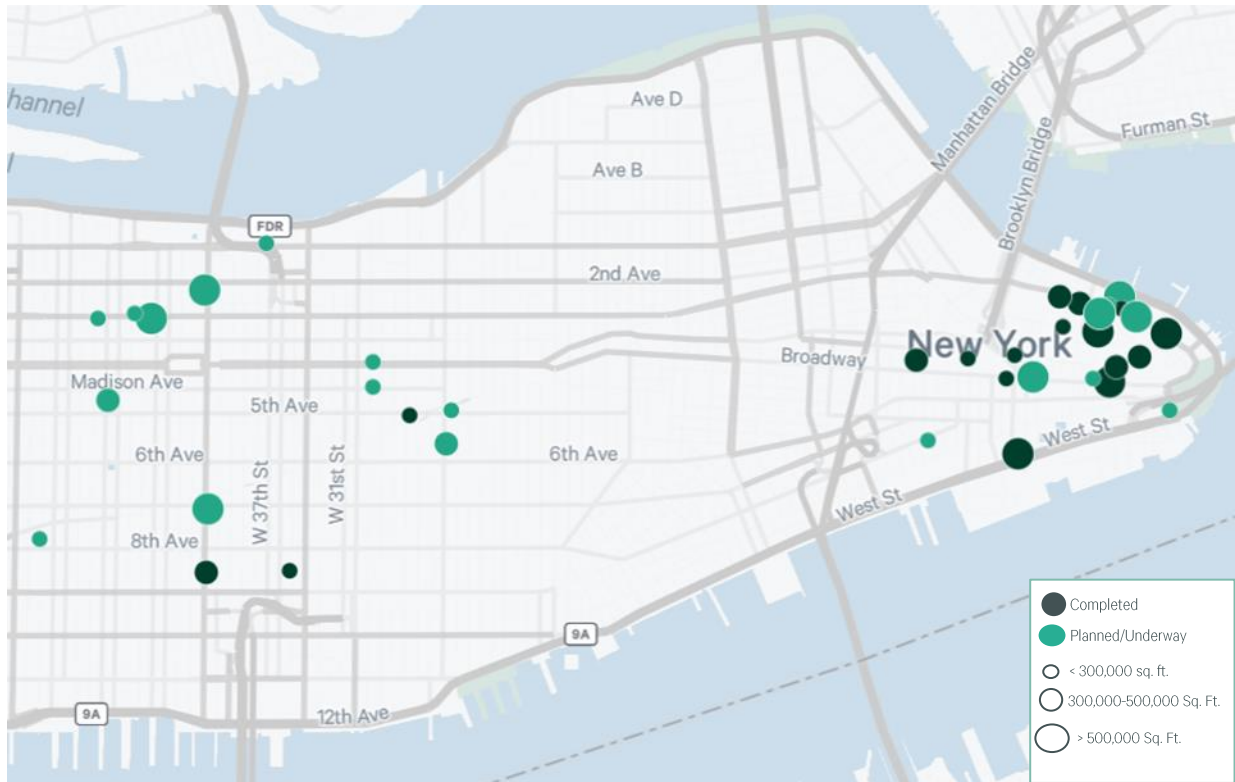 hannel
Ave D
Manhattan Bridge
Furman St
Ave B
Brooklyn Bridge
FDR
2nd Ave
New York
Broadway
Madison Ave
5th Ave
6th Ave
6th Ave
West St
W 37th St
W 31st St
West St
8th Ave
9A
9A
12th Ave
Completed
Planned/Underway
< 300,000 sq. ft.
300,000-500,000 Sq. Ft.
> 500,000 Sq. Ft.